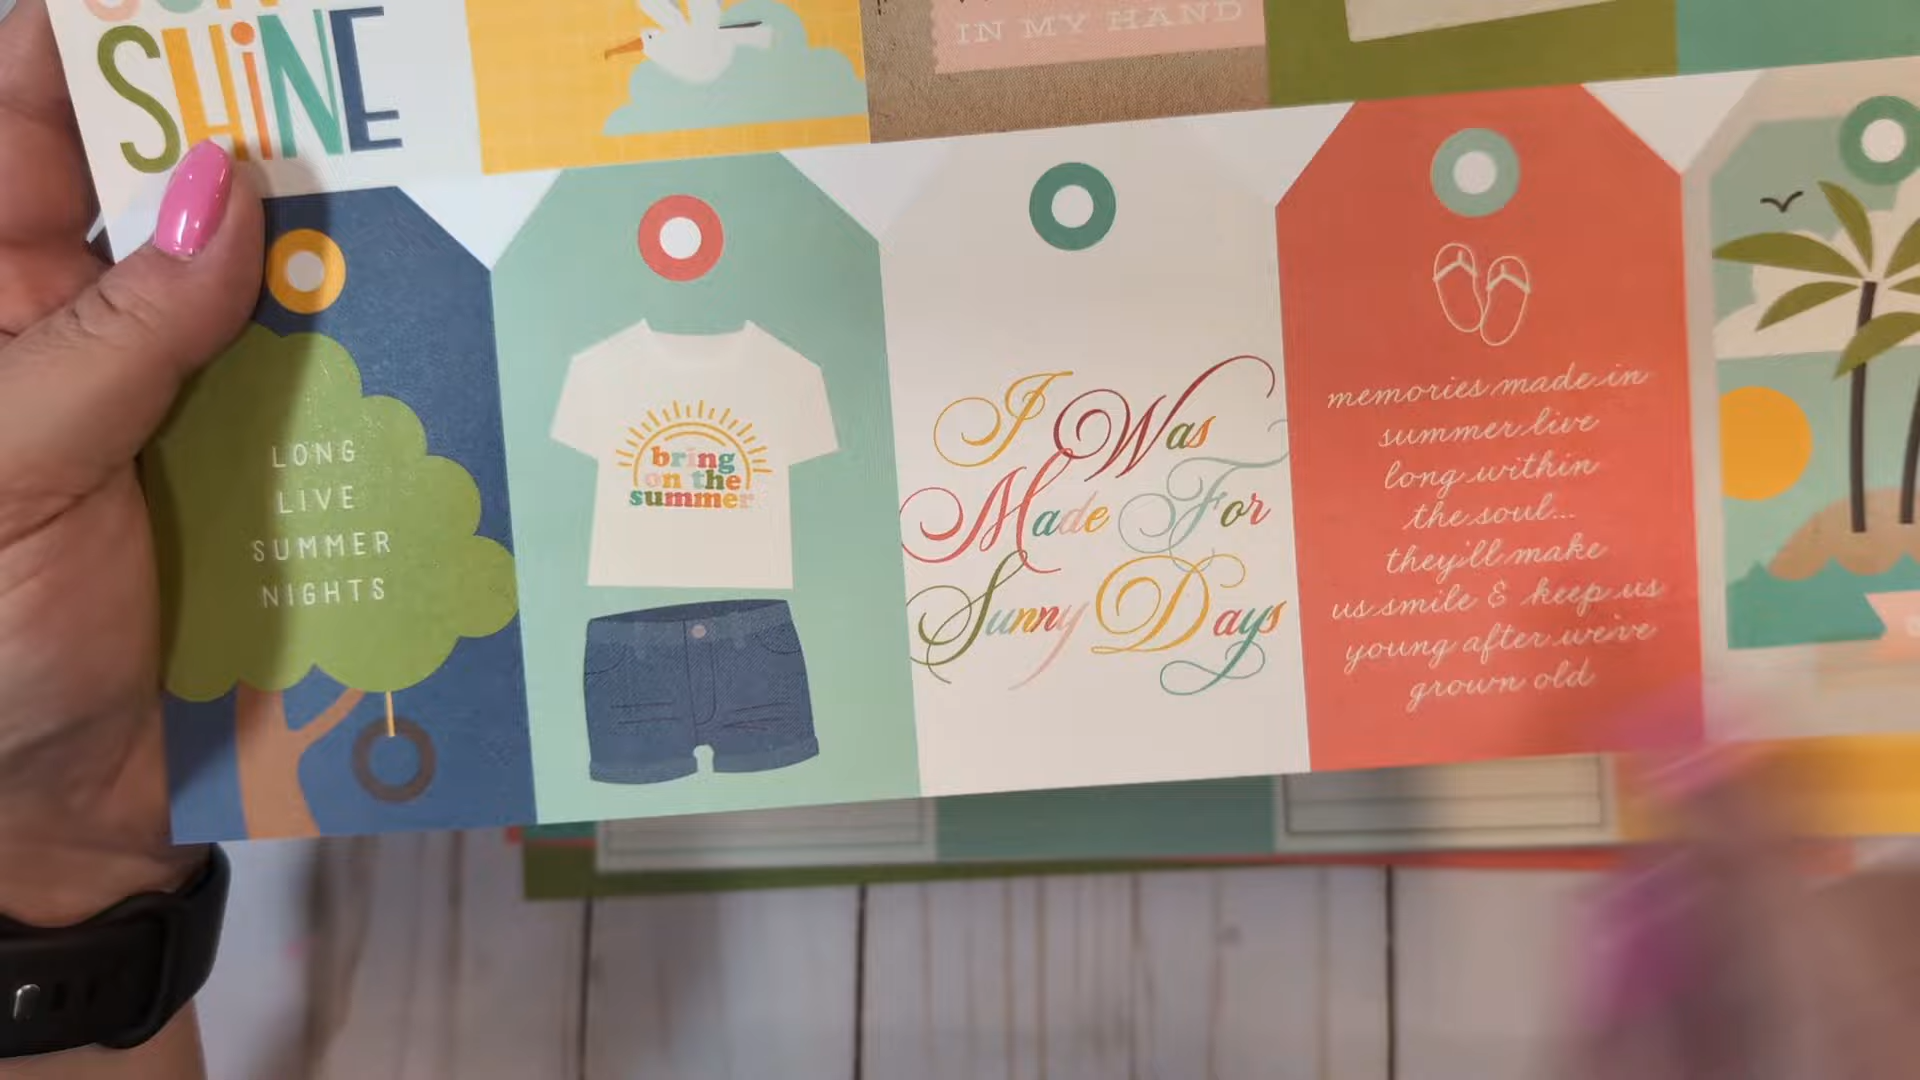 SHINE
IN MY HAND
LONG
LIVE
SUMMER
NIGHTS
bring
on the
summer
I Was
Made For
Sunny Days
memories made in
summer live
long within
the soul...
they'll make
us smile & keep us
young after we've
grown old